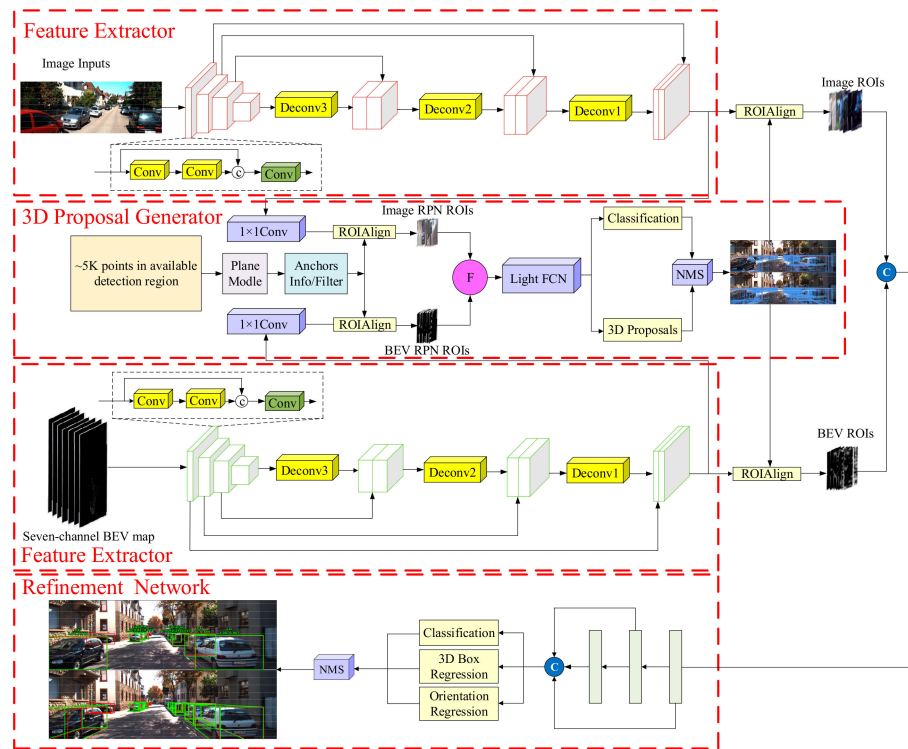 Feature Extractor
Image Inputs
Deconv3
Deconv2
Deconv1
ROIAlign
Image ROIs
Conv
Conv
c
Conv
3D Proposal Generator
~5K points in available
detection region
Plane
Modle
Anchors
Info/Filter
1×1Conv
ROIAlign
Image RPN ROIs
1×1Conv
ROIAlign
BEV RPN ROIs
F
Light FCN
Classification
3D Proposals
NMS
C
Conv
Conv
c
Conv
Seven-channel BEV map
Deconv3
Deconv2
Deconv1
ROIAlign
BEV ROIs
Feature Extractor
Refinement Network
NMS
Classification
3D Box
Regression
Orientation
Regression
C